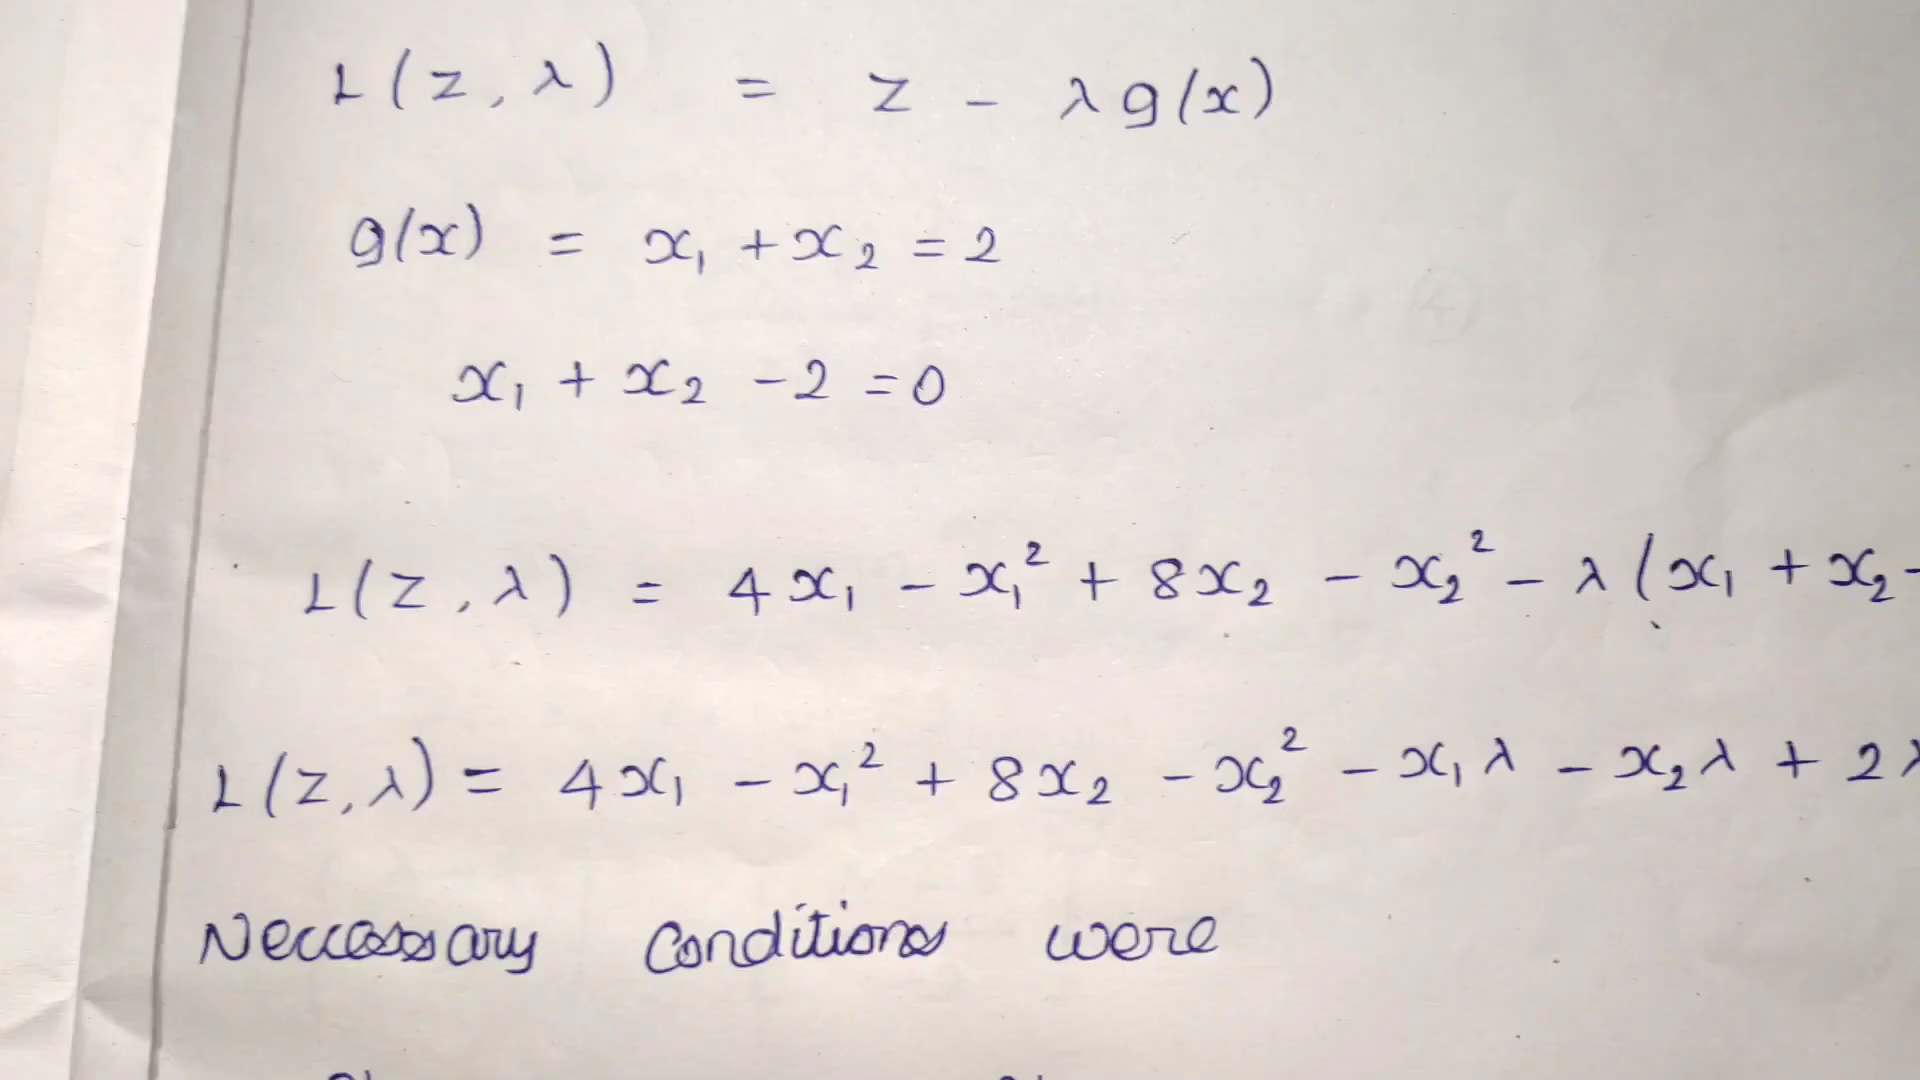 L(z, λ) = z - λg(x)
g(x) = x₁ + x₂ = 2
x₁ + x₂ - 2 = 0
L(z, λ) = 4x₁ - x₁² + 8x₂ - x₂² - λ(x₁ + x₂ -
L(z, λ) = 4x₁ - x₁² + 8x₂ - x₂² - x₁λ - x₂λ + 2λ
Neccessary conditions were